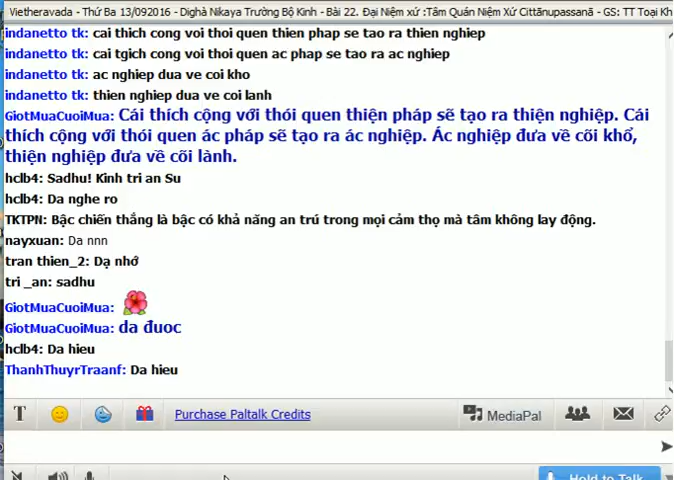 Vietheravada - Thứ Ba 13/092016 - Dighà Nikaya Trường Bộ Kinh - Bài 22. Đại Niệm xứ :Tâm Quán Niệm Xứ Cittānupassanā - GS: TT Toại Kh
indanetto tk: cai thich cong voi thoi quen thien phap se tao ra thien nghiep
indanetto tk: cai tgich cong voi thoi quen ac phap se tao ra ac nghiep
indanetto tk: ac nghiep dua ve coi kho
indanetto tk: thien nghiep dua ve coi lanh
GiotMuaCuoiMua: Cái thích cộng với thói quen thiện pháp sẽ tạo ra thiện nghiệp. Cái
thích cộng với thói quen ác pháp sẽ tạo ra ác nghiệp. Ác nghiệp đưa về cõi khổ,
thiện nghiệp đưa về cõi lành.
hclb4: Sadhu! Kinh tri an Su
hclb4: Da nghe ro
TKTPN: Bậc chiến thắng là bậc có khả năng an trú trong mọi cảm thọ mà tâm không lay động.
nayxuan: Da nnn
tran thien_2: Dạ nhớ
tri _an: sadhu
GiotMuaCuoiMua:
GiotMuaCuoiMua: da đuoc
hclb4: Da hieu
ThanhThuyrTraanf: Da hieu
T Purchase Paltalk Credits MediaPal
Hold to Talk